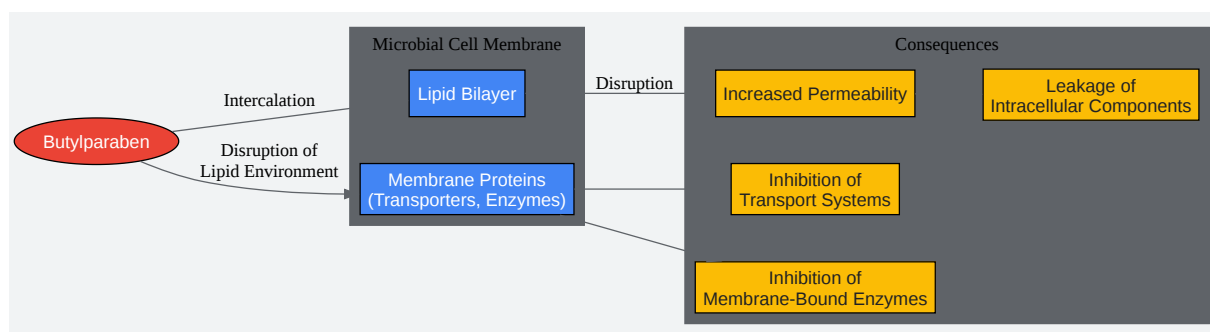 Microbial Cell Membrane
Consequences
Lipid Bilayer
Disruption
Increased Permeability
Leakage of
Intracellular Components
Intercalation
Butylparaben
Disruption of
Lipid Environment
Membrane Proteins
(Transporters, Enzymes)
Inhibition of
Transport Systems
Inhibition of
Membrane-Bound Enzymes